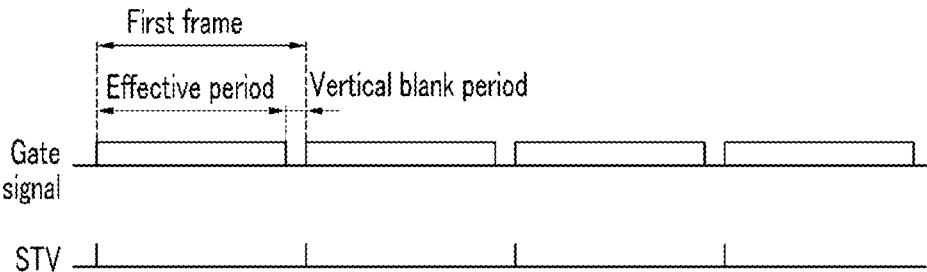 First frame
Effective period
Vertical blank period
Gate
signal
STV